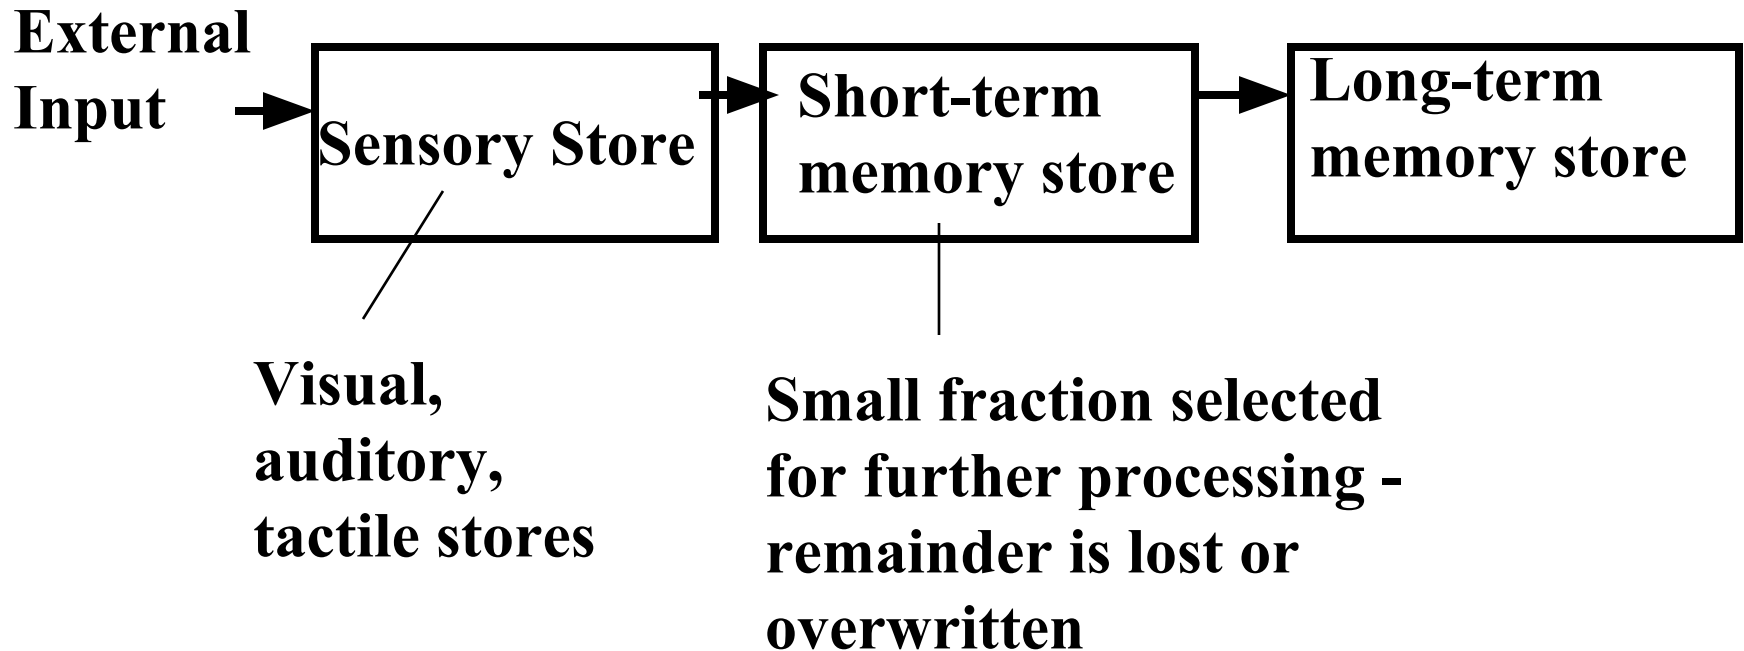 External
Input
Sensory Store
Short-term
memory store
Long-term
memory store
Visual,
auditory,
tactile stores
Small fraction selected
for further processing -
remainder is lost or
overwritten